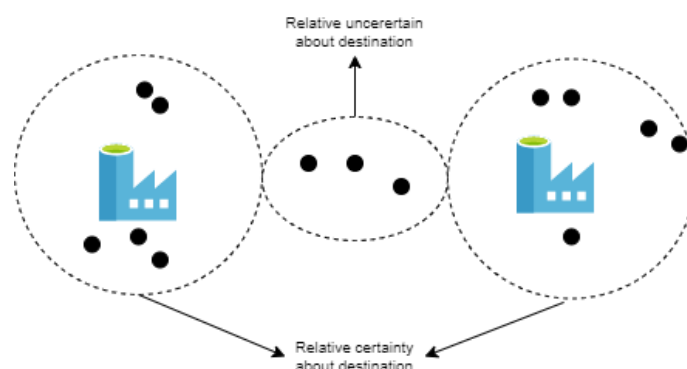 Relative uncerertain
about destination
Relative certainty
about destination